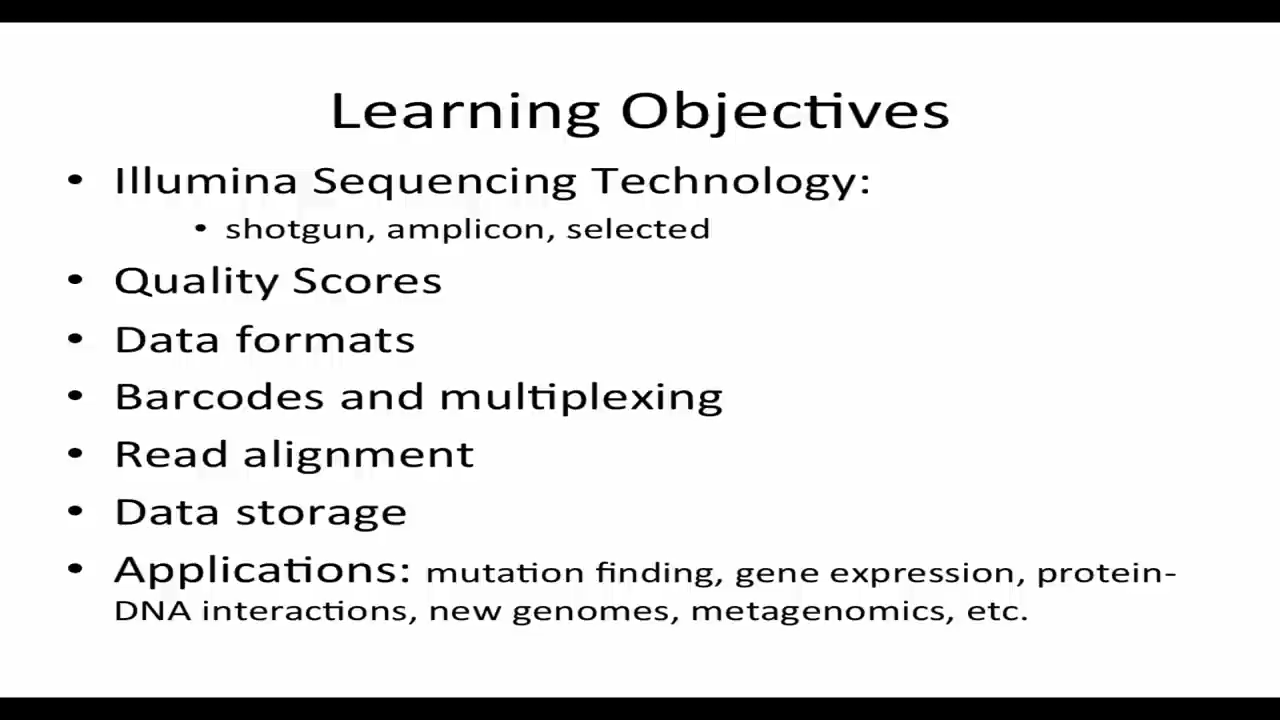 Learning Objectives
• Illumina Sequencing Technology:
• shotgun, amplicon, selected
• Quality Scores
• Data formats
• Barcodes and multiplexing
• Read alignment
• Data storage
• Applications: mutation finding, gene expression, protein-
DNA interactions, new genomes, metagenomics, etc.